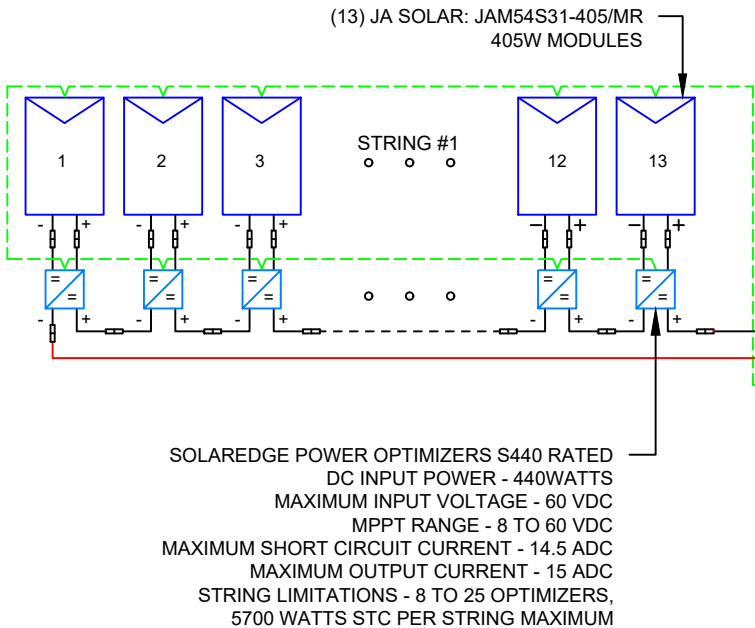 (13) JA SOLAR: JAM54S31-405/MR
405W MODULES
STRING #1
1
2
3
12
13
- + - + - + - + - +
= = = = =
= = = = =
- + - + - + - + - +
SOLAREDGE POWER OPTIMIZERS S440 RATED
DC INPUT POWER - 440WATTS
MAXIMUM INPUT VOLTAGE - 60 VDC
MPPT RANGE - 8 TO 60 VDC
MAXIMUM SHORT CIRCUIT CURRENT - 14.5 ADC
MAXIMUM OUTPUT CURRENT - 15 ADC
STRING LIMITATIONS - 8 TO 25 OPTIMIZERS,
5700 WATTS STC PER STRING MAXIMUM